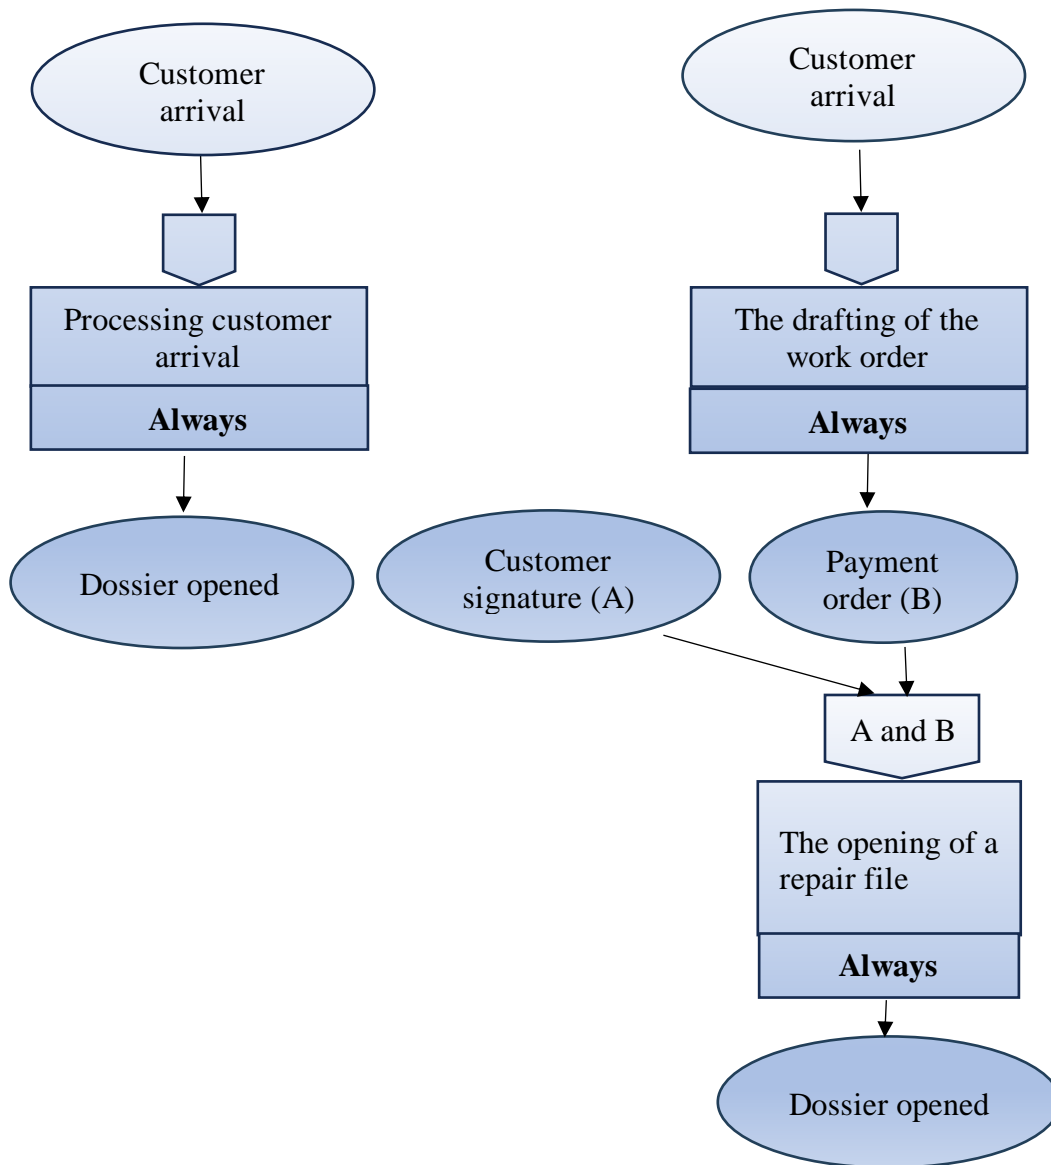 Customer
arrival
Processing customer
arrival
Always
Dossier opened
Customer
arrival
The drafting of the
work order
Always
Customer
signature (A)
Payment
order (B)
A and B
The opening of a
repair file
Always
Dossier opened